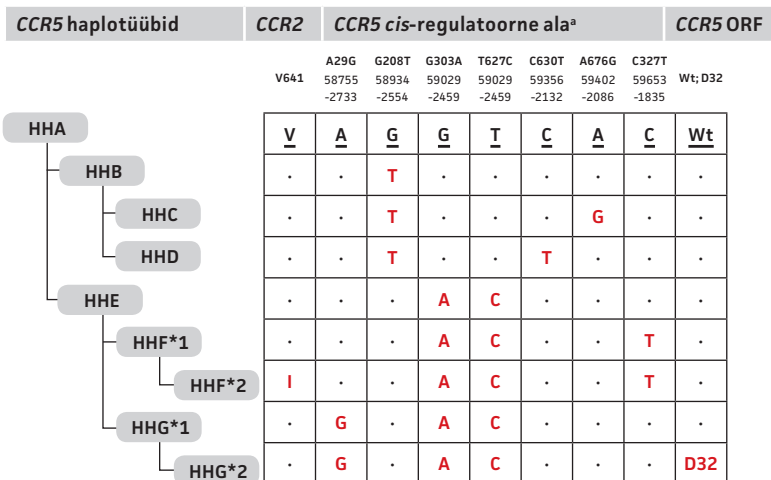 CCR5 haplotüübid CCR2 CCR5 cis-regulatoorne alaᵃ CCR5 ORF
A29G G208T G303A T627C C630T A676G C327T
V641 58755 58934 59029 59029 59356 59402 59653 Wt; D32
-2733 -2554 -2459 -2459 -2132 -2086 -1835
HHA V A G G T C A C Wt
HHB · · T · · · · · ·
HHC · · T · · · G · ·
HHD · · T · · T · · ·
HHE · · · A C · · · ·
HHF*1 · · · A C · · T ·
HHF*2 I · · A C · · T ·
HHG*1 · G · A C · · · ·
HHG*2 · G · A C · · · D32